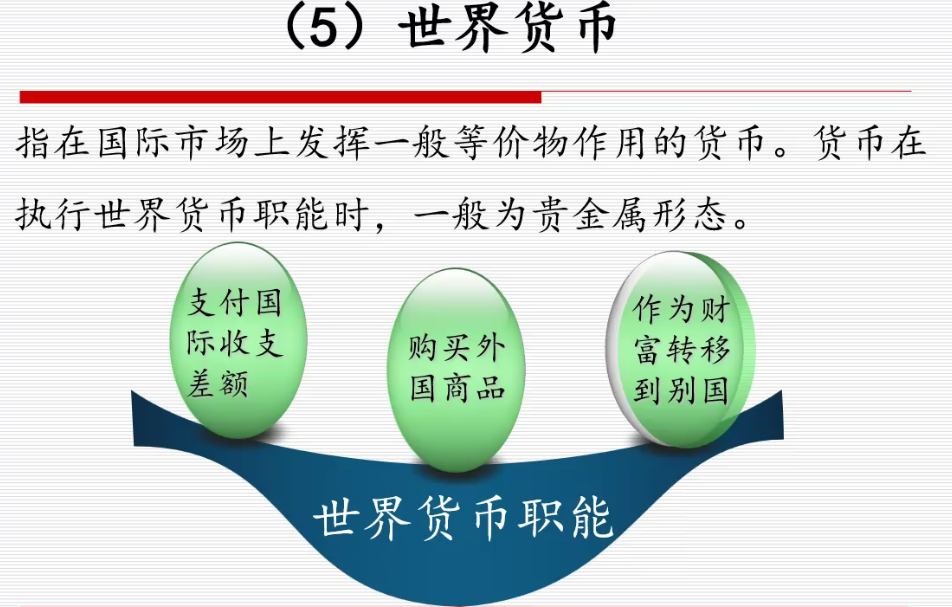 （5）世界货币
指在国际市场上发挥一般等价物作用的货币。货币在
执行世界货币职能时，一般为贵金属形态。
支付国
际收支
差额
购买外
国商品
作为财
富转移
到别国
世界货币职能